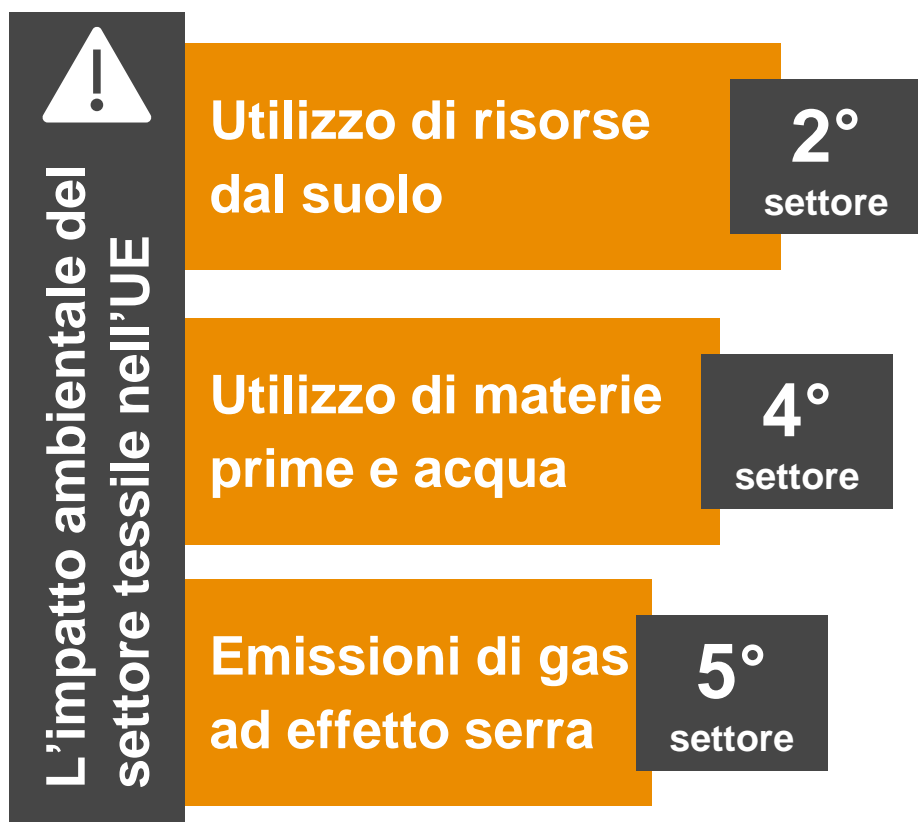 L’impatto ambientale del
settore tessile nell’UE
Utilizzo di risorse
dal suolo
2°
settore
Utilizzo di materie
prime e acqua
4°
settore
Emissioni di gas
ad effetto serra
5°
settore